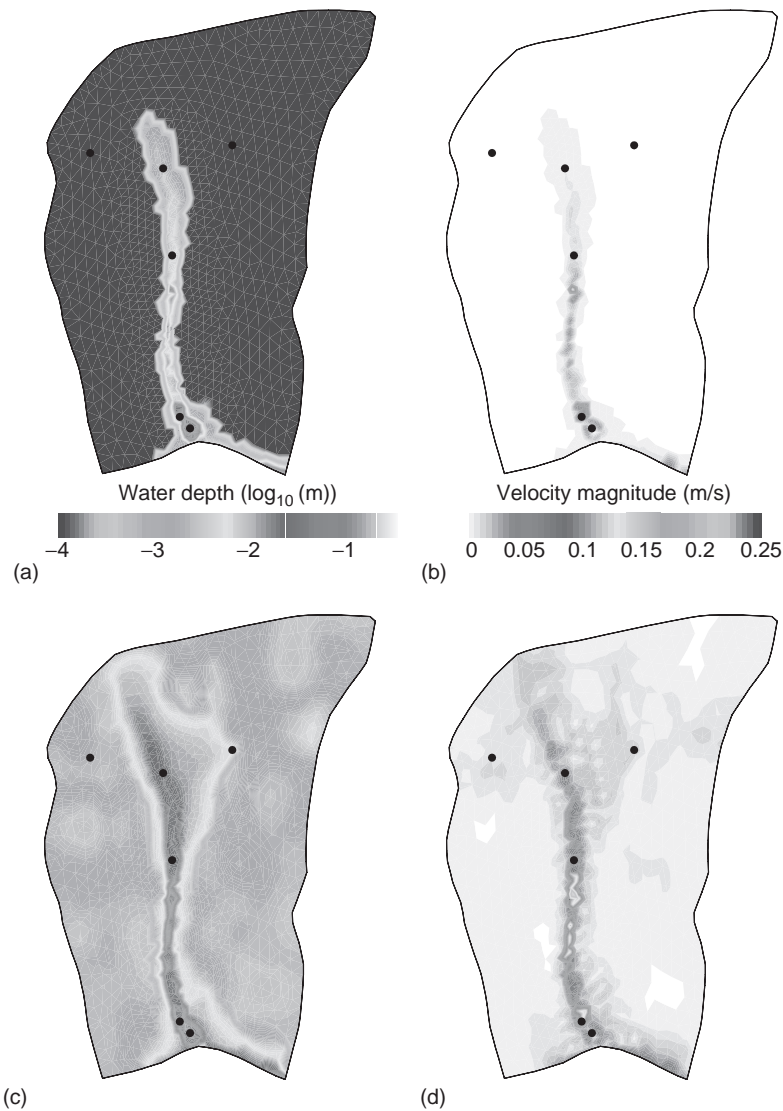 Water depth (log10 (m))
−4 −3 −2 −1
(a)
Velocity magnitude (m/s)
0 0.05 0.1 0.15 0.2 0.25
(b)
(c)
(d)